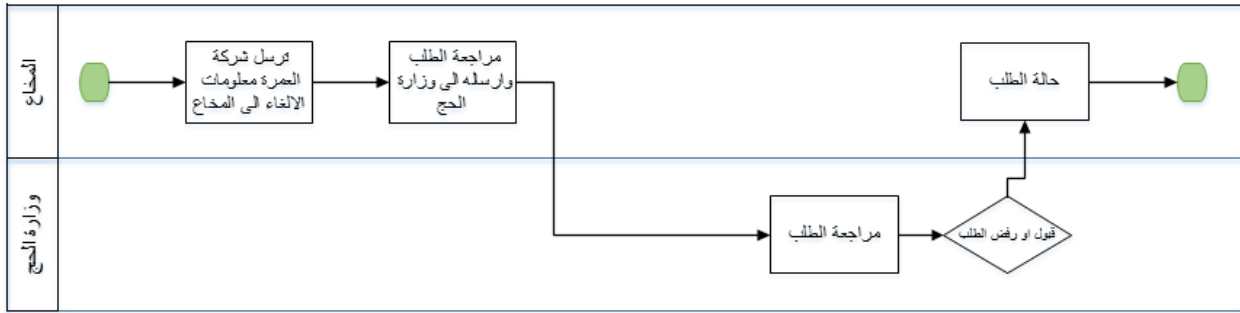 المخاع
ترسل شركة
العمرة معلومات
الالغاء الى المخاع
مراجعة الطلب
وارساله الى وزارة
الحج
حالة الطلب
وزارة الحج
مراجعة الطلب
قبول او رفض الطلب